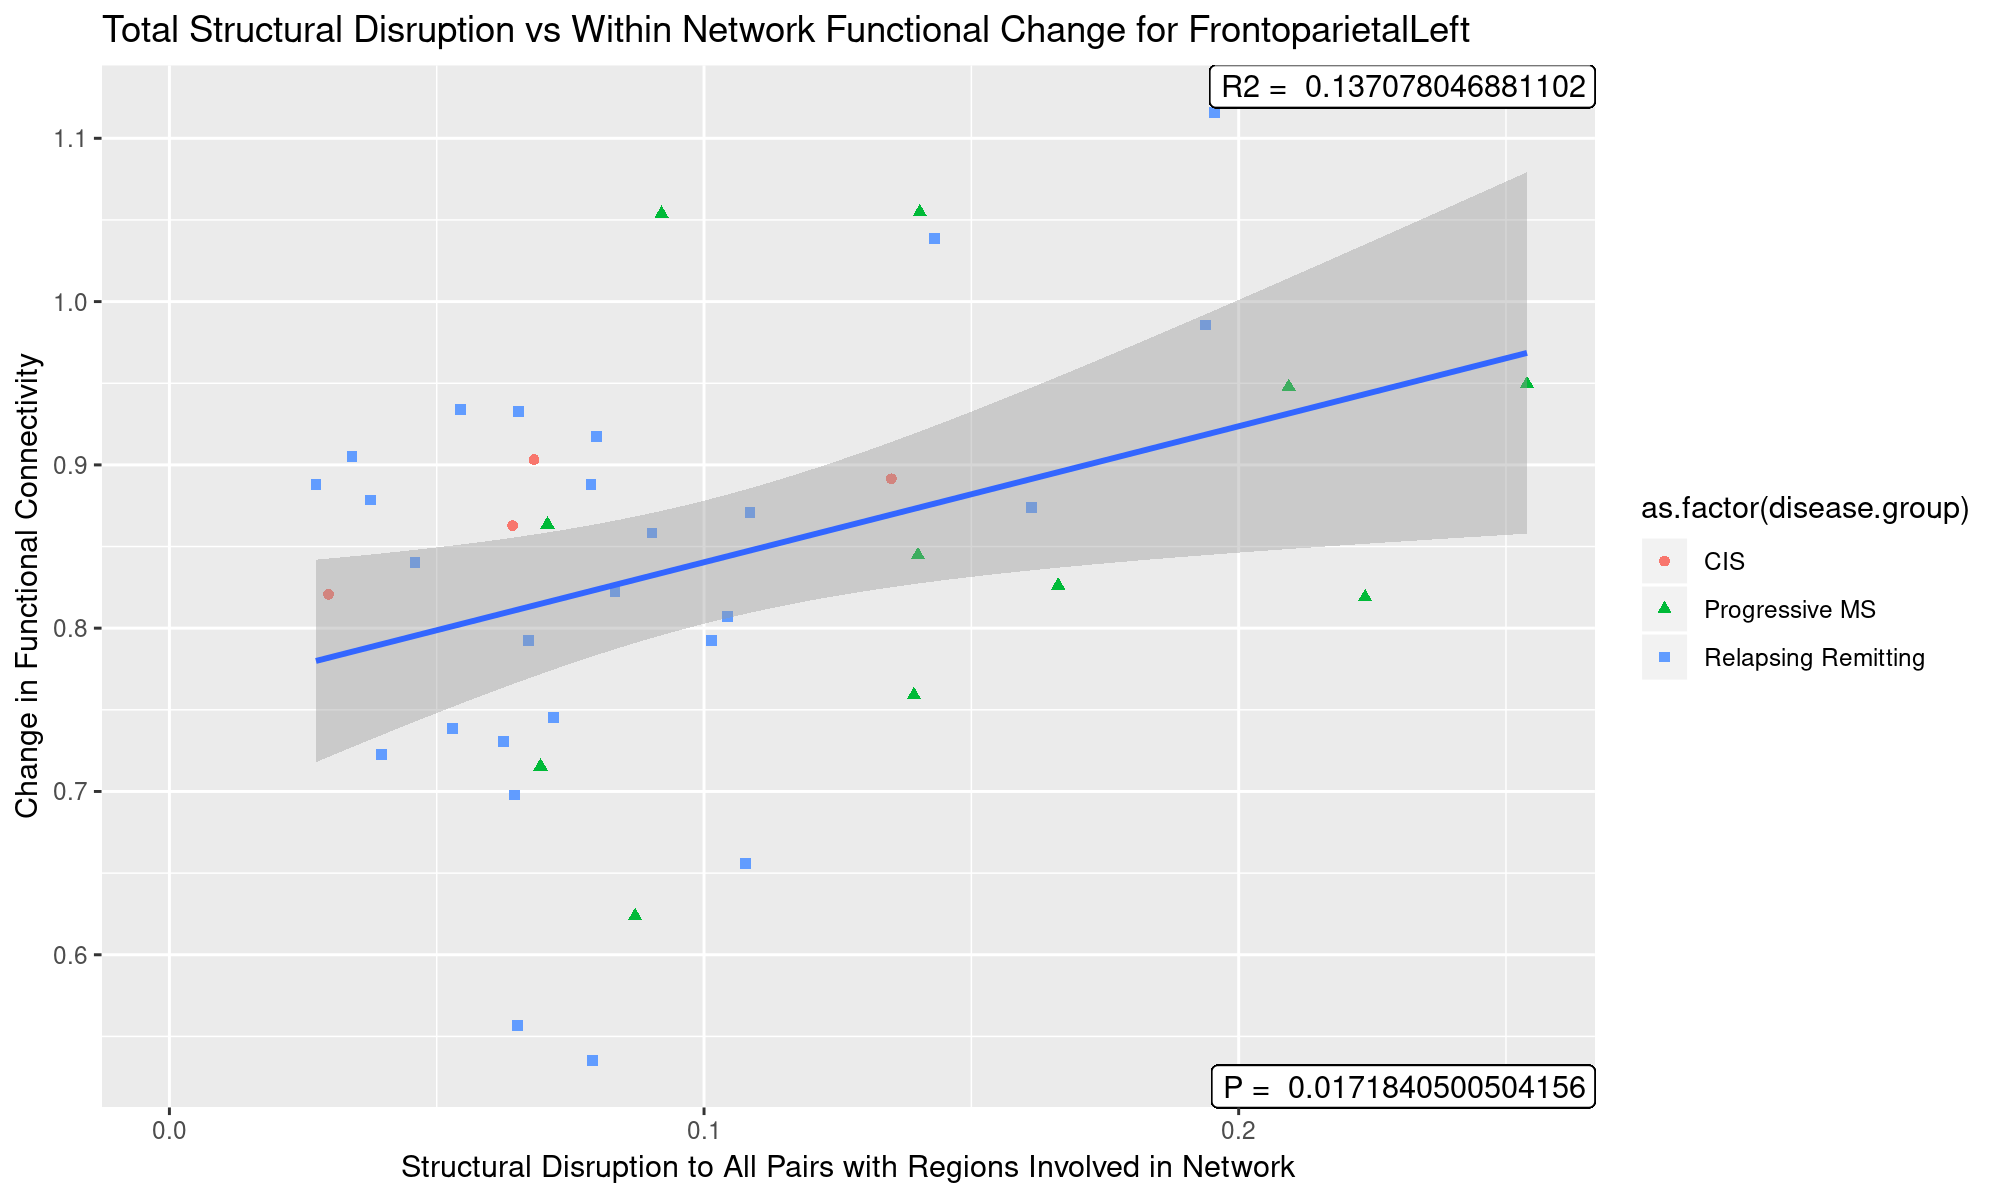 Total Structural Disruption vs Within Network Functional Change for FrontoparietalLeft
R2 =  0.137078046881102
1.1
1.0
0.9
0.8
0.7
0.6
Change in Functional Connectivity
as.factor(disease.group)
CIS
Progressive MS
Relapsing Remitting
P =  0.0171840500504156
0.0
0.1
0.2
Structural Disruption to All Pairs with Regions Involved in Network